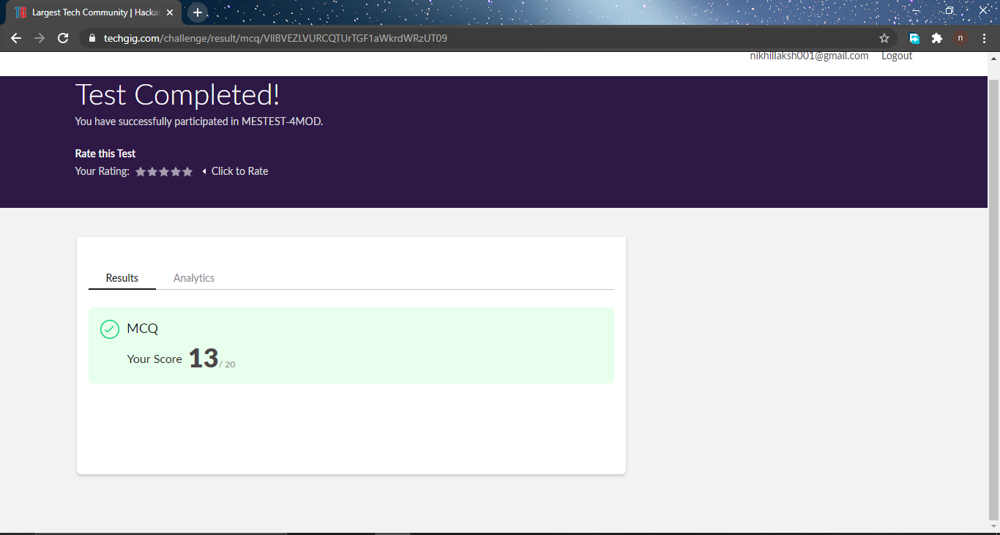 Largest Tech Community | Hacka
techgig.com/challenge/result/mcq/VllBVEZLVURCQTUrTGF1aWkrdWRzUT09
n
nikhillaksh001@gmail.com Logout
Test Completed!
You have successfully participated in MESTEST-4MOD.
Rate this Test
Your Rating: Click to Rate
Results Analytics
MCQ
Your Score 13/ 20